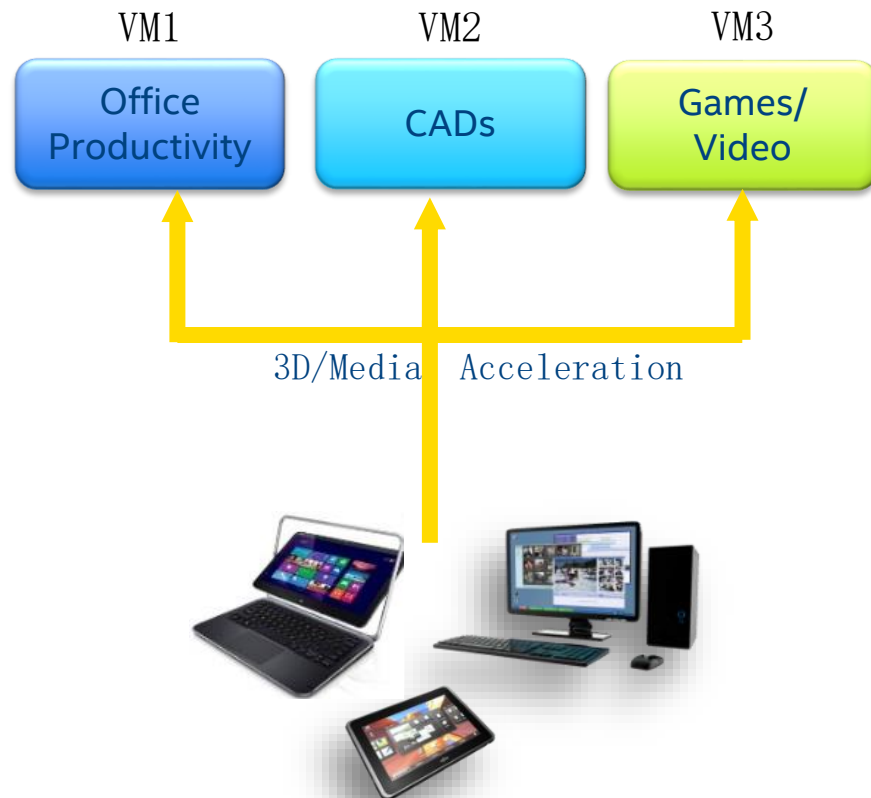 VM1 VM2 VM3
Office
Productivity
CADs
Games/
Video
3D/Media Acceleration